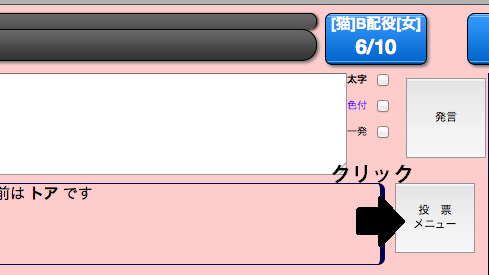 [猫]B配役[女]
6/10
太字
色付
一発
発言
クリック
前は トア です
投 票
メニュー